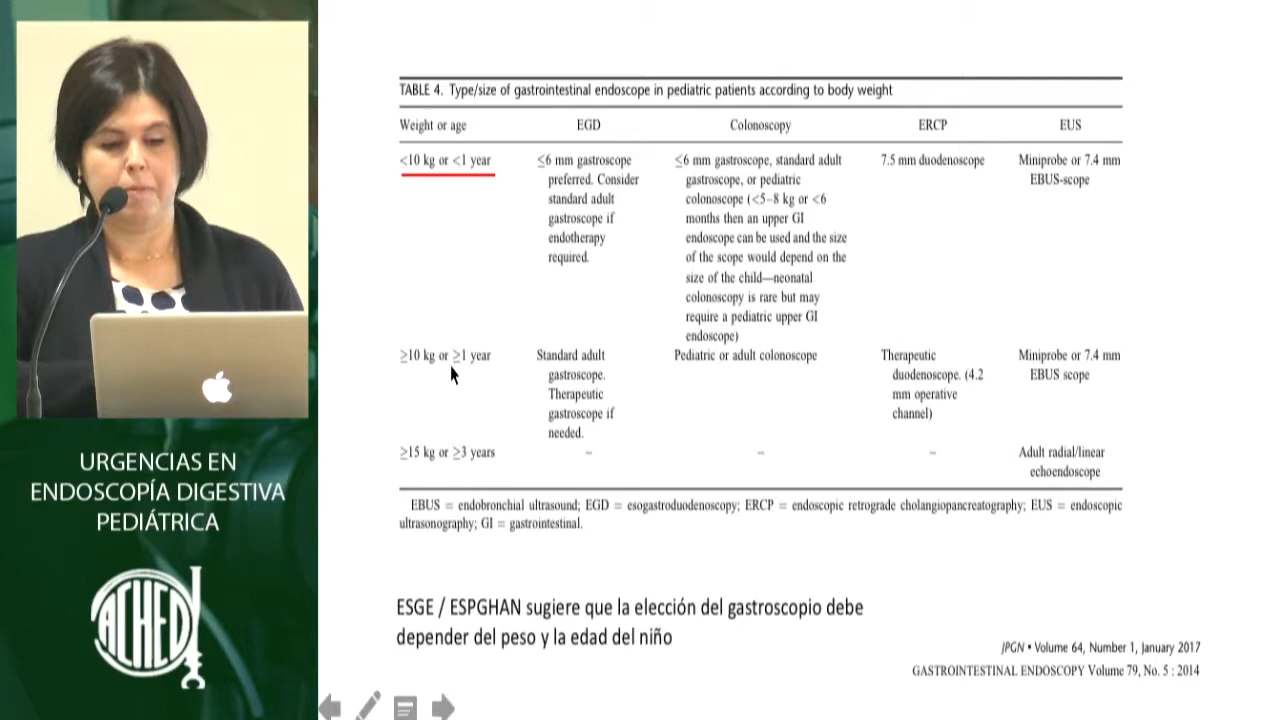 TABLE 4. Type/size of gastrointestinal endoscope in pediatric patients according to body weight
Weight or age EGD Colonoscopy ERCP EUS
<10 kg or <1 year
≤6 mm gastroscope
preferred. Consider
standard adult
gastroscope if
endotherapy
required.
≤6 mm gastroscope, standard adult
gastroscope, or pediatric
colonoscope (<5–8 kg or <6
months then an upper GI
endoscope can be used and the size
of the scope would depend on the
size of the child—neonatal
colonoscopy is rare but may
require a pediatric upper GI
endoscope)
7.5 mm duodenoscope
Miniprobe or 7.4 mm
EBUS-scope
≥10 kg or ≥1 year
Standard adult
gastroscope.
Therapeutic
gastroscope if
needed.
Pediatric or adult colonoscope
Therapeutic
duodenoscope. (4.2
mm operative
channel)
Miniprobe or 7.4 mm
EBUS scope
≥15 kg or ≥3 years
–
–
–
Adult radial/linear
echoendoscope
EBUS = endobronchial ultrasound; EGD = esogastroduodenoscopy; ERCP = endoscopic retrograde cholangiopancreatography; EUS = endoscopic
ultrasonography; GI = gastrointestinal.
ESGE / ESPGHAN sugiere que la elección del gastroscopio debe
depender del peso y la edad del niño
JPGN • Volume 64, Number 1, January 2017
GASTROINTESTINAL ENDOSCOPY Volume 79, No. 5 : 2014
URGENCIAS EN
ENDOSCOPÍA DIGESTIVA
PEDIÁTRICA
ACHED